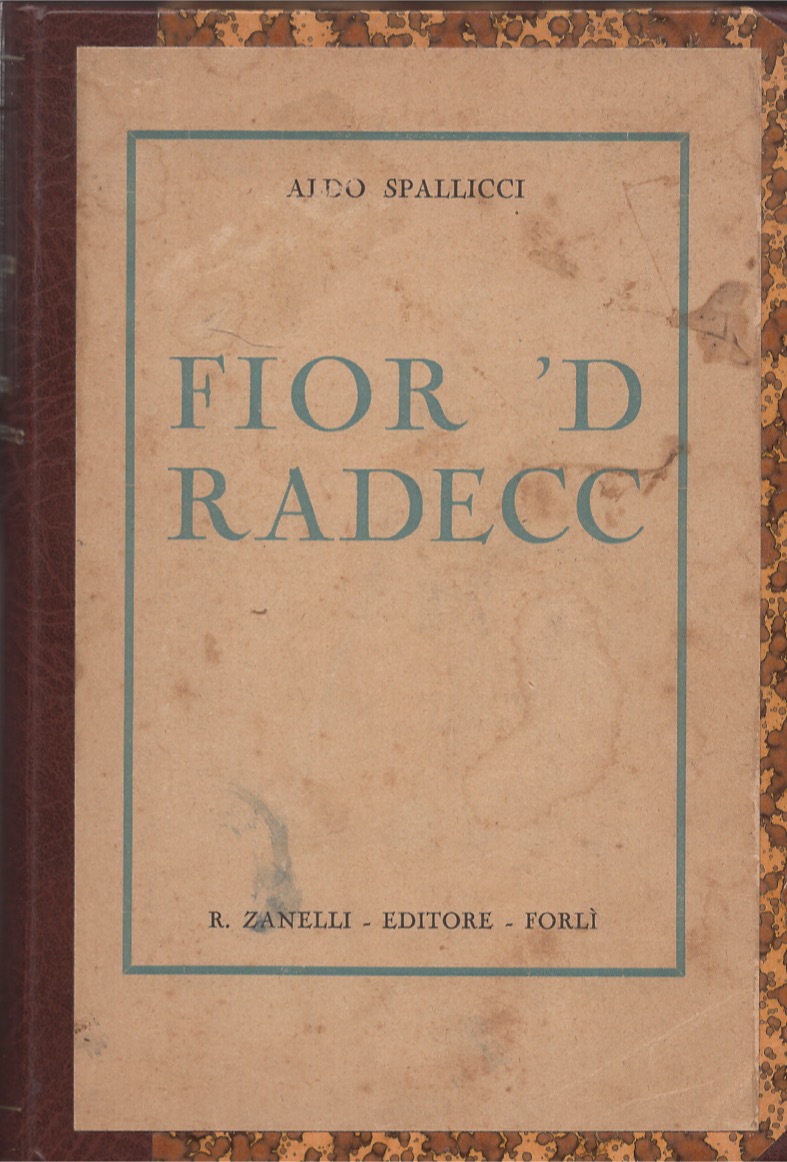 ALDO SPALLICCI
FIOR 'D
RADECC
R. ZANELLI - EDITORE - FORLÌ